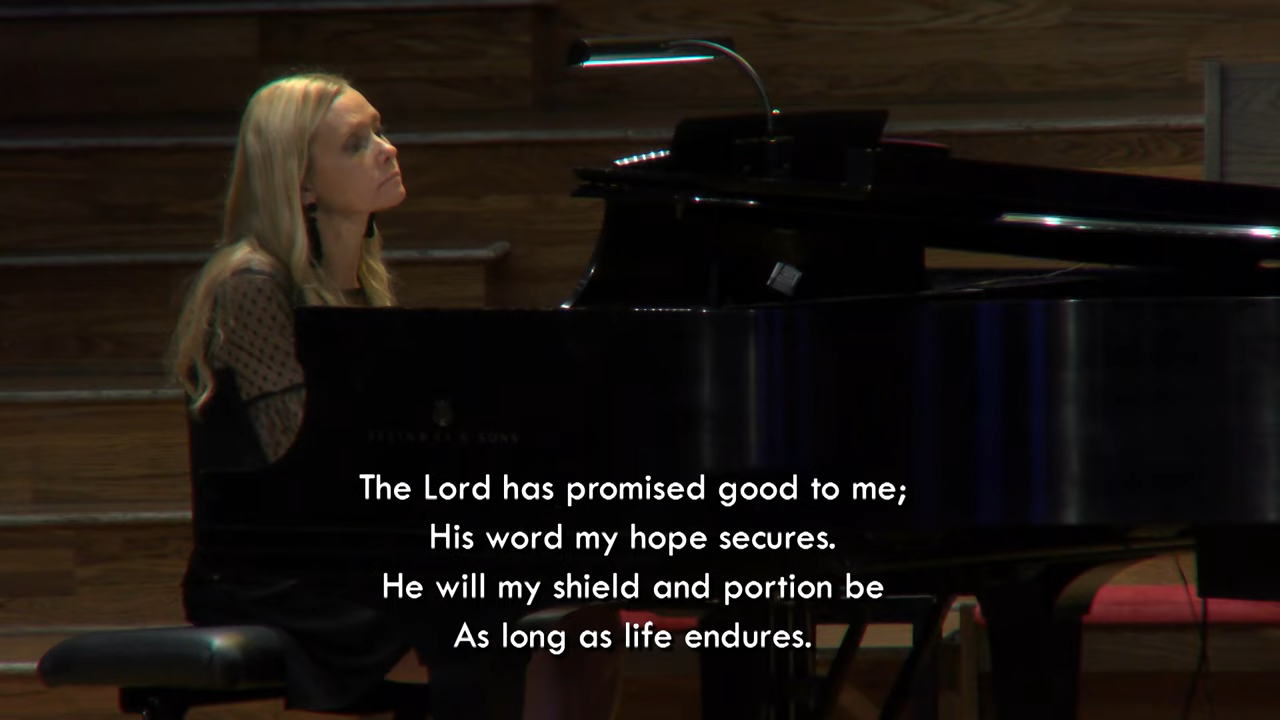 The Lord has promised good to me;
His word my hope secures.
He will my shield and portion be
As long as life endures.